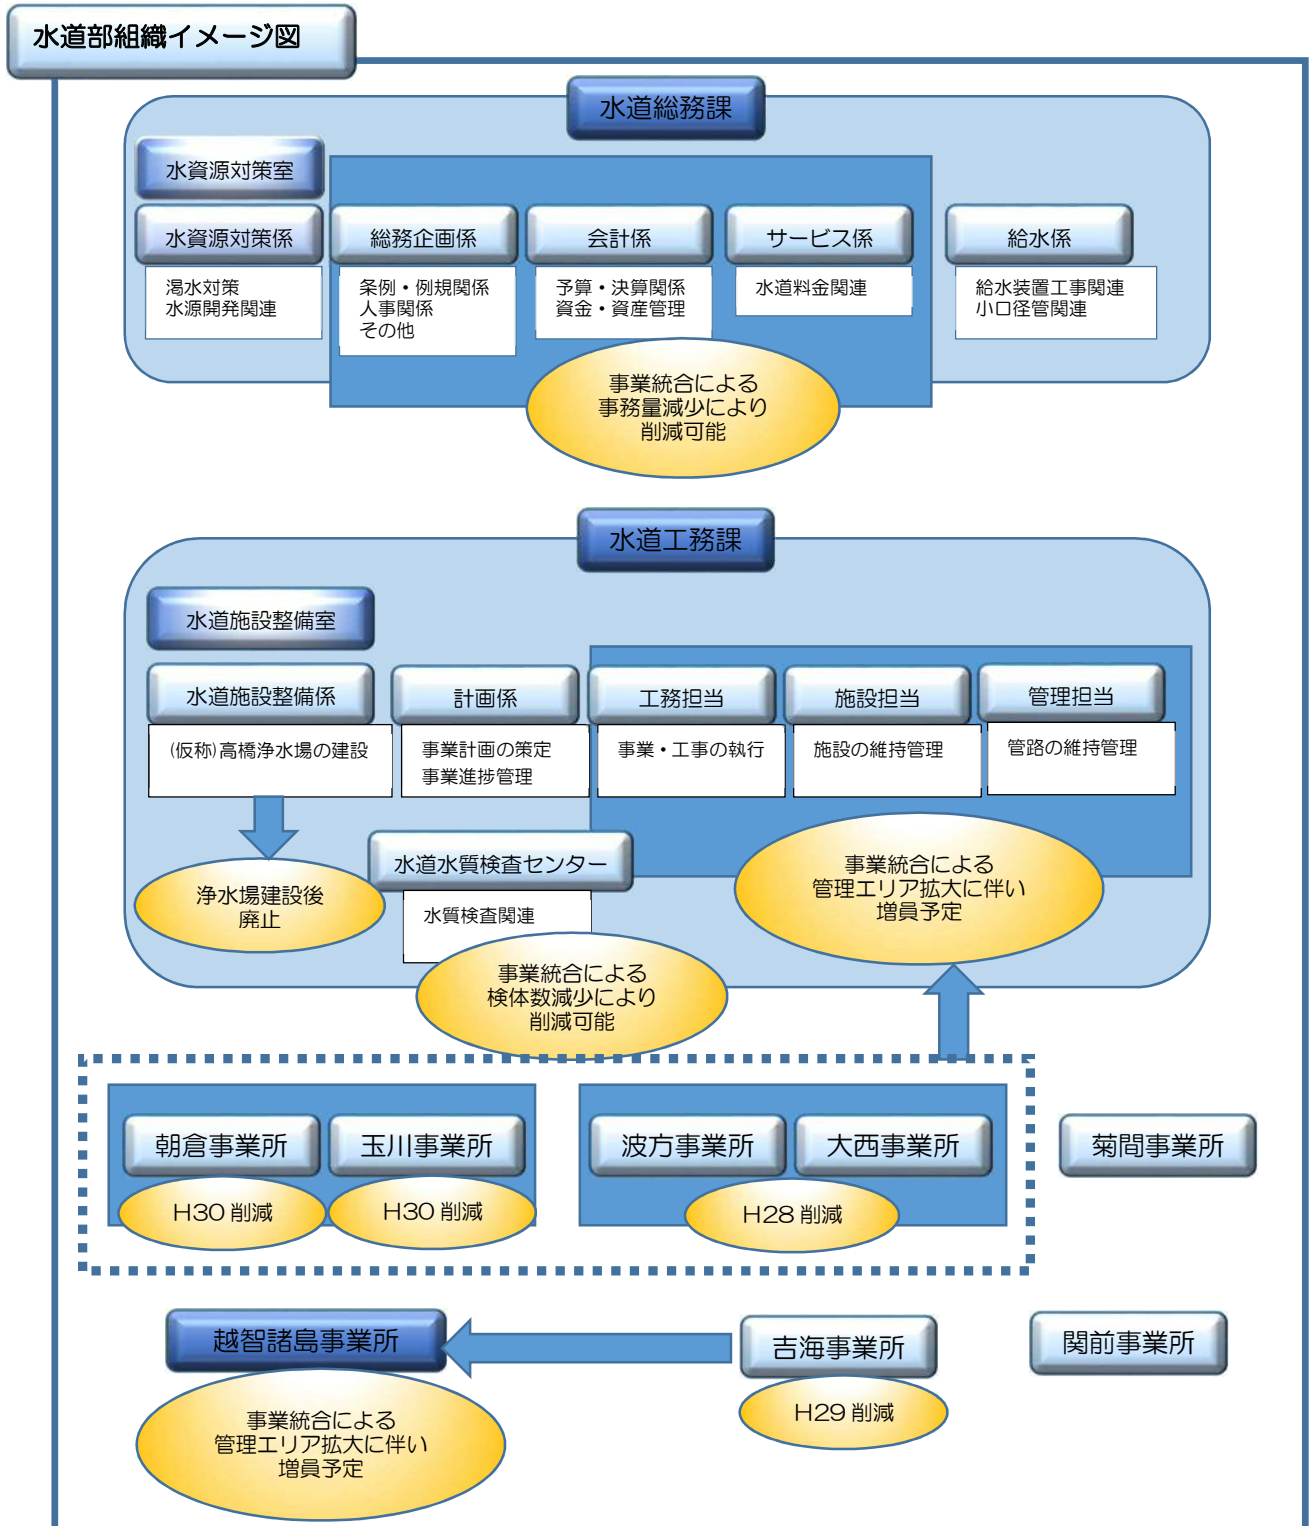 水道部組織イメージ図
水道総務課
水資源対策室
水資源対策係
渇水対策
水源開発関連
総務企画係
条例・例規関係
人事関係
その他
会計係
予算・決算関係
資金・資産管理
サービス係
水道料金関連
給水係
給水装置工事関連
小口径管関連
事業統合による
事務量減少により
削減可能
水道工務課
水道施設整備室
水道施設整備係
(仮称)高橋浄水場の建設
計画係
事業計画の策定
事業進捗管理
工務担当
事業・工事の執行
施設担当
施設の維持管理
管理担当
管路の維持管理
浄水場建設後
廃止
水道水質検査センター
水質検査関連
事業統合による
検体数減少により
削減可能
事業統合による
管理エリア拡大に伴い
増員予定
朝倉事業所
H30 削減
玉川事業所
H30 削減
波方事業所
大西事業所
H28 削減
菊間事業所
越智諸島事業所
事業統合による
管理エリア拡大に伴い
増員予定
吉海事業所
H29 削減
関前事業所